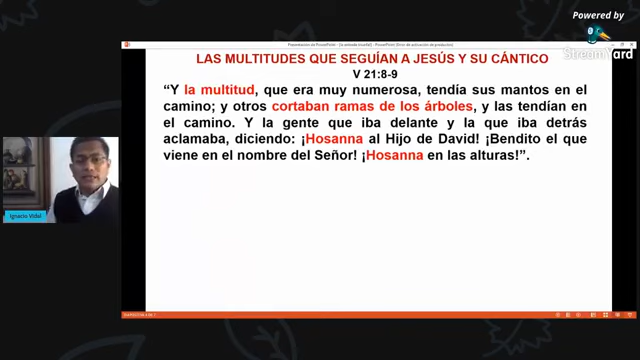 Powered by
StreamYard
LAS MULTITUDES QUE SEGUÍAN A JESÚS Y SU CÁNTICO
V 21:8-9
“Y la multitud, que era muy numerosa, tendía sus mantos en el
camino; y otros cortaban ramas de los árboles, y las tendían en
el camino. Y la gente que iba delante y la que iba detrás
aclamaba, diciendo: ¡Hosanna al Hijo de David! ¡Bendito el que
viene en el nombre del Señor! ¡Hosanna en las alturas!”.
Ignacio Vidal